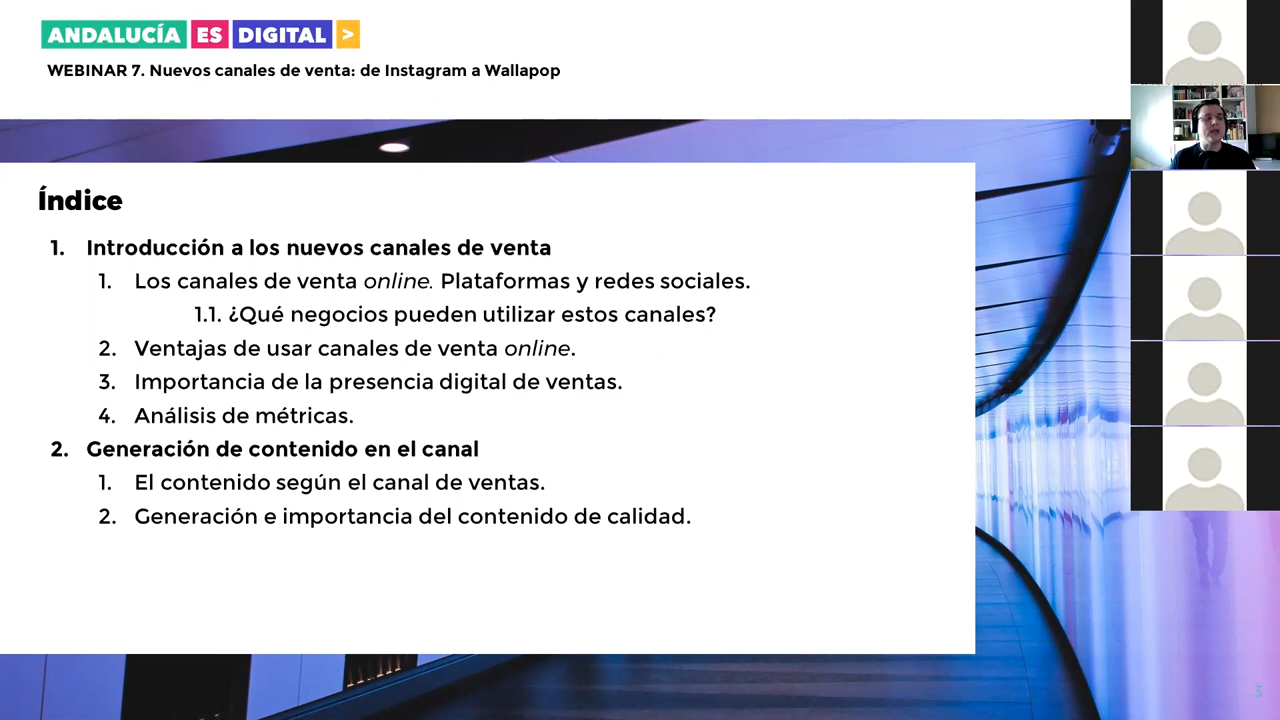 ANDALUCÍA ES DIGITAL >
WEBINAR 7. Nuevos canales de venta: de Instagram a Wallapop
Índice
1. Introducción a los nuevos canales de venta
1. Los canales de venta online. Plataformas y redes sociales.
1.1. ¿Qué negocios pueden utilizar estos canales?
2. Ventajas de usar canales de venta online.
3. Importancia de la presencia digital de ventas.
4. Análisis de métricas.
2. Generación de contenido en el canal
1. El contenido según el canal de ventas.
2. Generación e importancia del contenido de calidad.
3